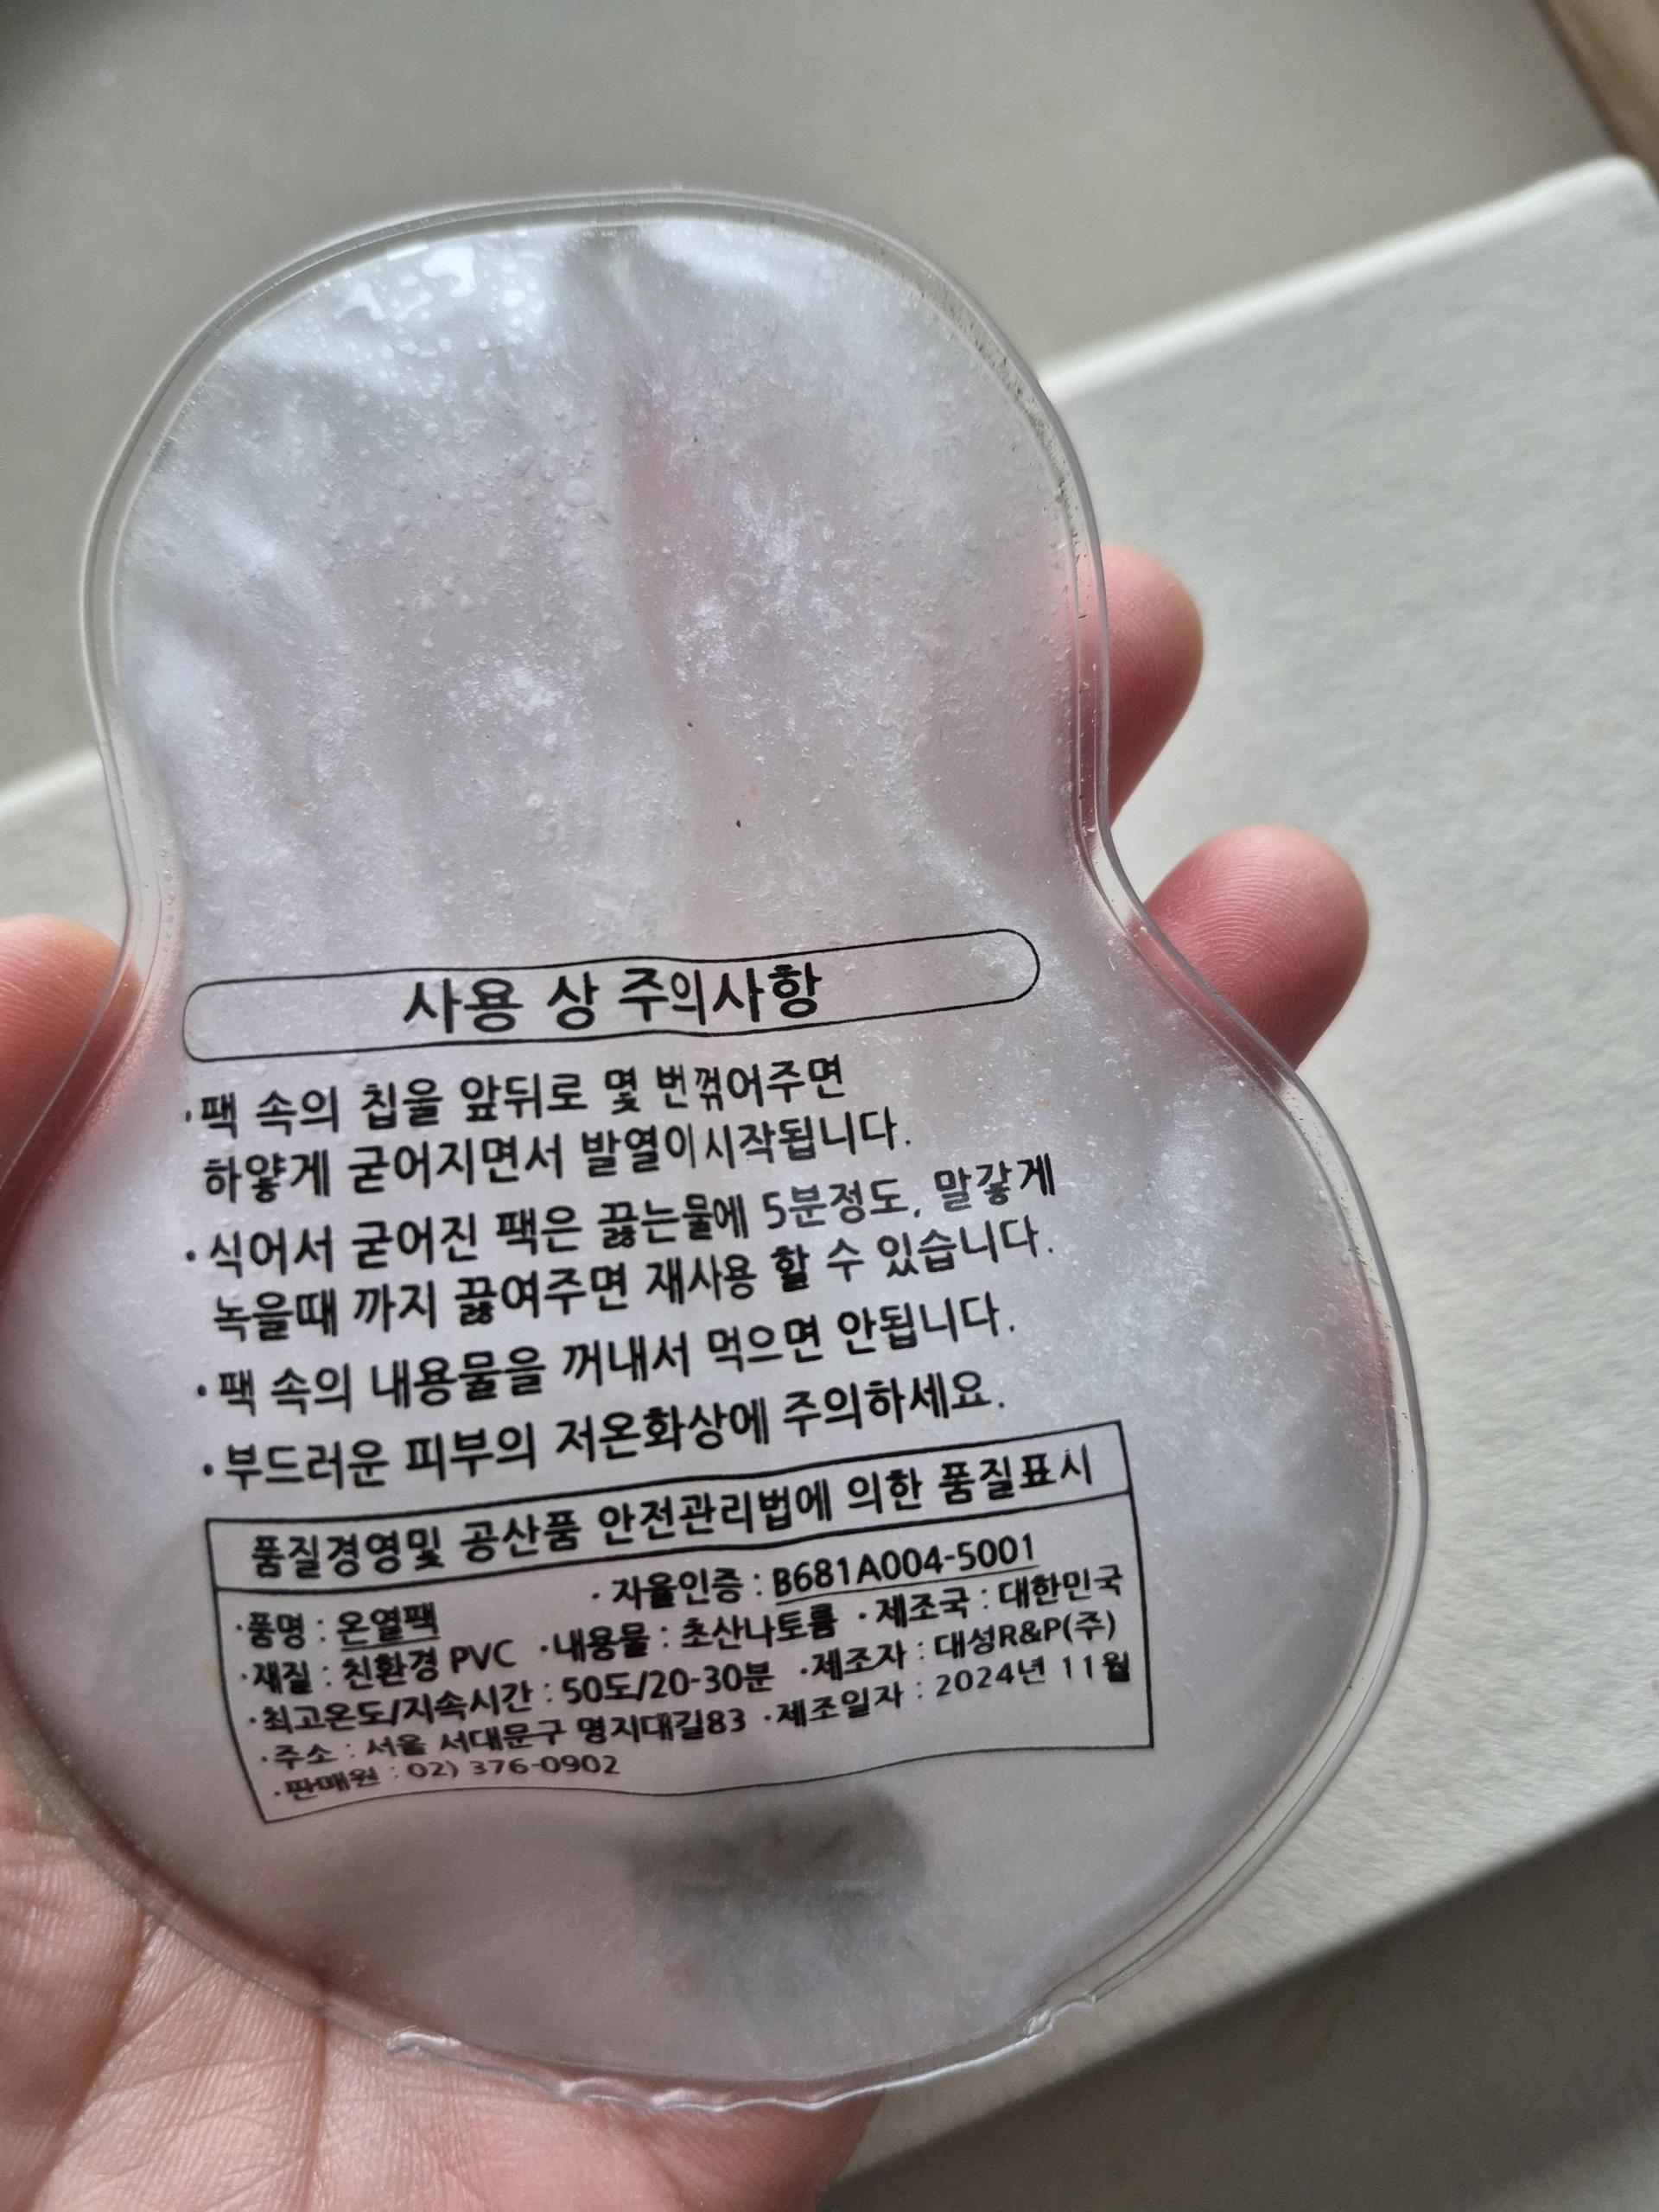 사용 상 주의사항
·팩 속의 칩을 앞뒤로 몇 번꺾어주면
하얗게 굳어지면서 발열이시작됩니다.
·식어서 굳어진 팩은 끓는물에 5분정도, 말갛게
녹을때 까지 끓여주면 재사용 할 수 있습니다.
·팩 속의 내용물을 꺼내서 먹으면 안됩니다.
·부드러운 피부의 저온화상에 주의하세요.
품질경영및 공산품 안전관리법에 의한 품질표시
·품명 : 온열팩 ·자율인증 : B681A004-5001
·재질 : 친환경 PVC ·내용물 : 초산나토륨 ·제조국 : 대한민국
·최고온도/지속시간 : 50도/20-30분 ·제조자 : 대성R&P(주)
·주소 : 서울 서대문구 명지대길83 ·제조일자 : 2024년 11월
·판매원 : 02) 376-0902